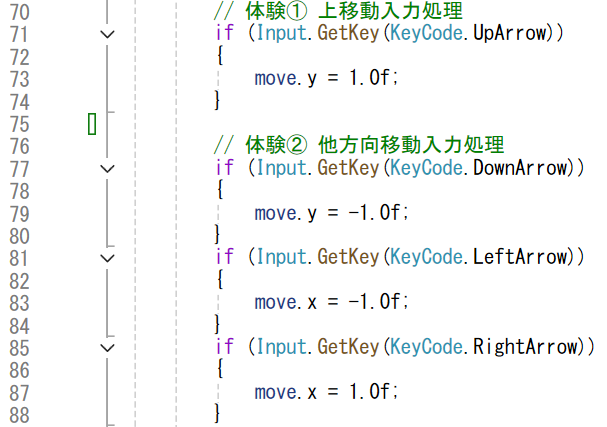 70 // 体験① 上移動入力処理
71 if (Input.GetKey(KeyCode.UpArrow))
72 {
73 move.y = 1.0f;
74 }
75
76 // 体験② 他方向移動入力処理
77 if (Input.GetKey(KeyCode.DownArrow))
78 {
79 move.y = -1.0f;
80 }
81 if (Input.GetKey(KeyCode.LeftArrow))
82 {
83 move.x = -1.0f;
84 }
85 if (Input.GetKey(KeyCode.RightArrow))
86 {
87 move.x = 1.0f;
88 }